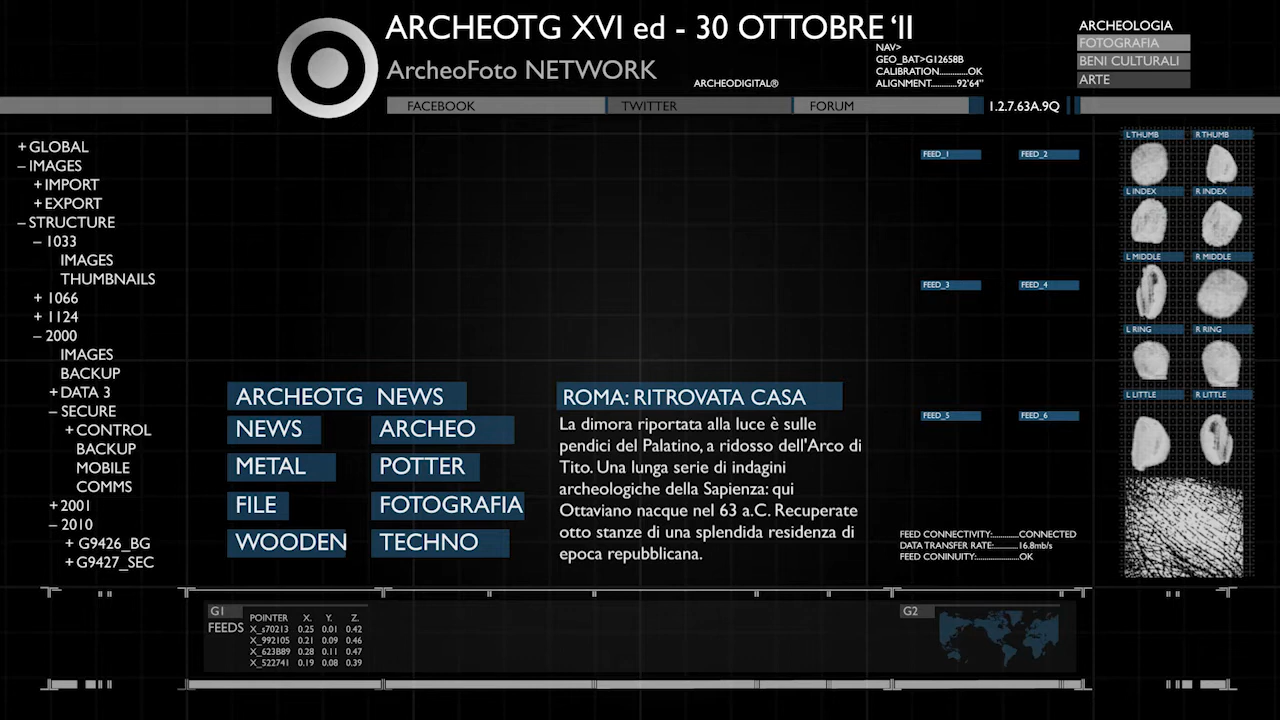 ARCHEOTG XVI ed - 30 OTTOBRE ‘II
ArcheoFoto NETWORK
ARCHEODIGITAL®
NAV>
GEO_BAT>G12658B
CALIBRATION.............OK
ALIGNMENT...........92'64"
ARCHEOLOGIA
FOTOGRAFIA
BENI CULTURALI
ARTE
FACEBOOK
TWITTER
FORUM
1.2.7.63A.9Q
+ GLOBAL
– IMAGES
+ IMPORT
+ EXPORT
– STRUCTURE
– 1033
IMAGES
THUMBNAILS
+ 1066
+ 1124
– 2000
IMAGES
BACKUP
+ DATA 3
– SECURE
+ CONTROL
BACKUP
MOBILE
COMMS
+ 2001
– 2010
+ G9426_BG
+ G9427_SEC
ARCHEOTG NEWS
NEWS ARCHEO
METAL POTTER
FILE FOTOGRAFIA
WOODEN TECHNO
ROMA: RITROVATA CASA
La dimora riportata alla luce è sulle
pendici del Palatino, a ridosso dell'Arco di
Tito. Una lunga serie di indagini
archeologiche della Sapienza: qui
Ottaviano nacque nel 63 a.C. Recuperate
otto stanze di una splendida residenza di
epoca repubblicana.
FEED_1 FEED_2
FEED_3 FEED_4
FEED_5 FEED_6
FEED CONNECTIVITY:............CONNECTED
DATA TRANSFER RATE:..........16.8mb/s
FEED CONINUITY:.....................OK
L THUMB R THUMB
L INDEX R INDEX
L MIDDLE R MIDDLE
L RING R RING
L LITTLE R LITTLE
G1
FEEDS
POINTER X. Y. Z.
X_s70213 0.25 0.01 0.42
X_992105 0.21 0.09 0.46
X_623B89 0.28 0.11 0.47
X_522741 0.19 0.08 0.39
G2